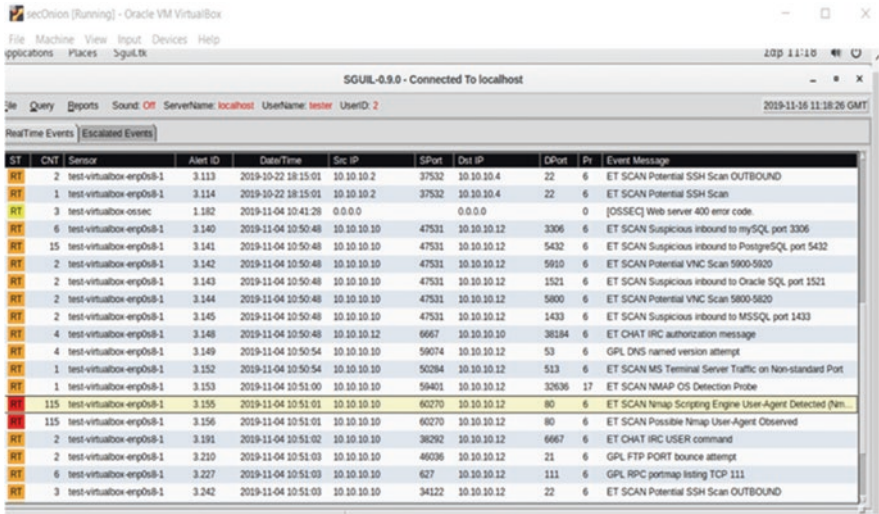 secOnion [Running] - Oracle VM VirtualBox
File Machine View Input Devices Help
pplications Places Sguil.tk 11:18
SGUIL-0.9.0 - Connected To localhost
File Query Reports Sound: Off ServerName: localhost UserName: tester UserID: 2 2019-11-16 11:18:26 GMT
RealTime Events Escalated Events
ST CNT Sensor Alert ID Date/Time Src IP SPort Dst IP DPort Pr Event Message
RT 2 test-virtualbox-enp0s8-1 3.113 2019-10-22 18:15:01 10.10.10.2 37532 10.10.10.4 22 6 ET SCAN Potential SSH Scan OUTBOUND
RT 1 test-virtualbox-enp0s8-1 3.114 2019-10-22 18:15:01 10.10.10.2 37532 10.10.10.4 22 6 ET SCAN Potential SSH Scan
RT 3 test-virtualbox-ossec 1.182 2019-11-04 10:41:28 0.0.0.0 0.0.0.0 0 [OSSEC] Web server 400 error code.
RT 6 test-virtualbox-enp0s8-1 3.140 2019-11-04 10:50:48 10.10.10.10 47531 10.10.10.12 3306 6 ET SCAN Suspicious inbound to mySQL port 3306
RT 15 test-virtualbox-enp0s8-1 3.141 2019-11-04 10:50:48 10.10.10.10 47531 10.10.10.12 5432 6 ET SCAN Suspicious inbound to PostgreSQL port 5432
RT 2 test-virtualbox-enp0s8-1 3.142 2019-11-04 10:50:48 10.10.10.10 47531 10.10.10.12 5910 6 ET SCAN Potential VNC Scan 5900-5920
RT 2 test-virtualbox-enp0s8-1 3.143 2019-11-04 10:50:48 10.10.10.10 47531 10.10.10.12 1521 6 ET SCAN Suspicious inbound to Oracle SQL port 1521
RT 2 test-virtualbox-enp0s8-1 3.144 2019-11-04 10:50:48 10.10.10.10 47531 10.10.10.12 5800 6 ET SCAN Potential VNC Scan 5800-5820
RT 2 test-virtualbox-enp0s8-1 3.145 2019-11-04 10:50:48 10.10.10.10 47531 10.10.10.12 1433 6 ET SCAN Suspicious inbound to MSSQL port 1433
RT 4 test-virtualbox-enp0s8-1 3.148 2019-11-04 10:50:48 10.10.10.12 6667 10.10.10.10 38184 6 ET CHAT IRC authorization message
RT 4 test-virtualbox-enp0s8-1 3.149 2019-11-04 10:50:54 10.10.10.10 59074 10.10.10.12 53 6 GPL DNS named version attempt
RT 1 test-virtualbox-enp0s8-1 3.152 2019-11-04 10:50:54 10.10.10.10 50284 10.10.10.12 513 6 ET SCAN MS Terminal Server Traffic on Non-standard Port
RT 1 test-virtualbox-enp0s8-1 3.153 2019-11-04 10:51:00 10.10.10.10 59401 10.10.10.12 32636 17 ET SCAN NMAP OS Detection Probe
RT 115 test-virtualbox-enp0s8-1 3.155 2019-11-04 10:51:01 10.10.10.10 60270 10.10.10.12 80 6 ET SCAN Nmap Scripting Engine User-Agent Detected (Nm...
RT 115 test-virtualbox-enp0s8-1 3.156 2019-11-04 10:51:01 10.10.10.10 60270 10.10.10.12 80 6 ET SCAN Possible Nmap User-Agent Observed
RT 2 test-virtualbox-enp0s8-1 3.191 2019-11-04 10:51:02 10.10.10.10 38292 10.10.10.12 6667 6 ET CHAT IRC USER command
RT 2 test-virtualbox-enp0s8-1 3.210 2019-11-04 10:51:03 10.10.10.10 46036 10.10.10.12 21 6 GPL FTP PORT bounce attempt
RT 6 test-virtualbox-enp0s8-1 3.227 2019-11-04 10:51:03 10.10.10.10 627 10.10.10.12 111 6 GPL RPC portmap listing TCP 111
RT 3 test-virtualbox-enp0s8-1 3.242 2019-11-04 10:51:03 10.10.10.10 34122 10.10.10.12 22 6 ET SCAN Potential SSH Scan OUTBOUND